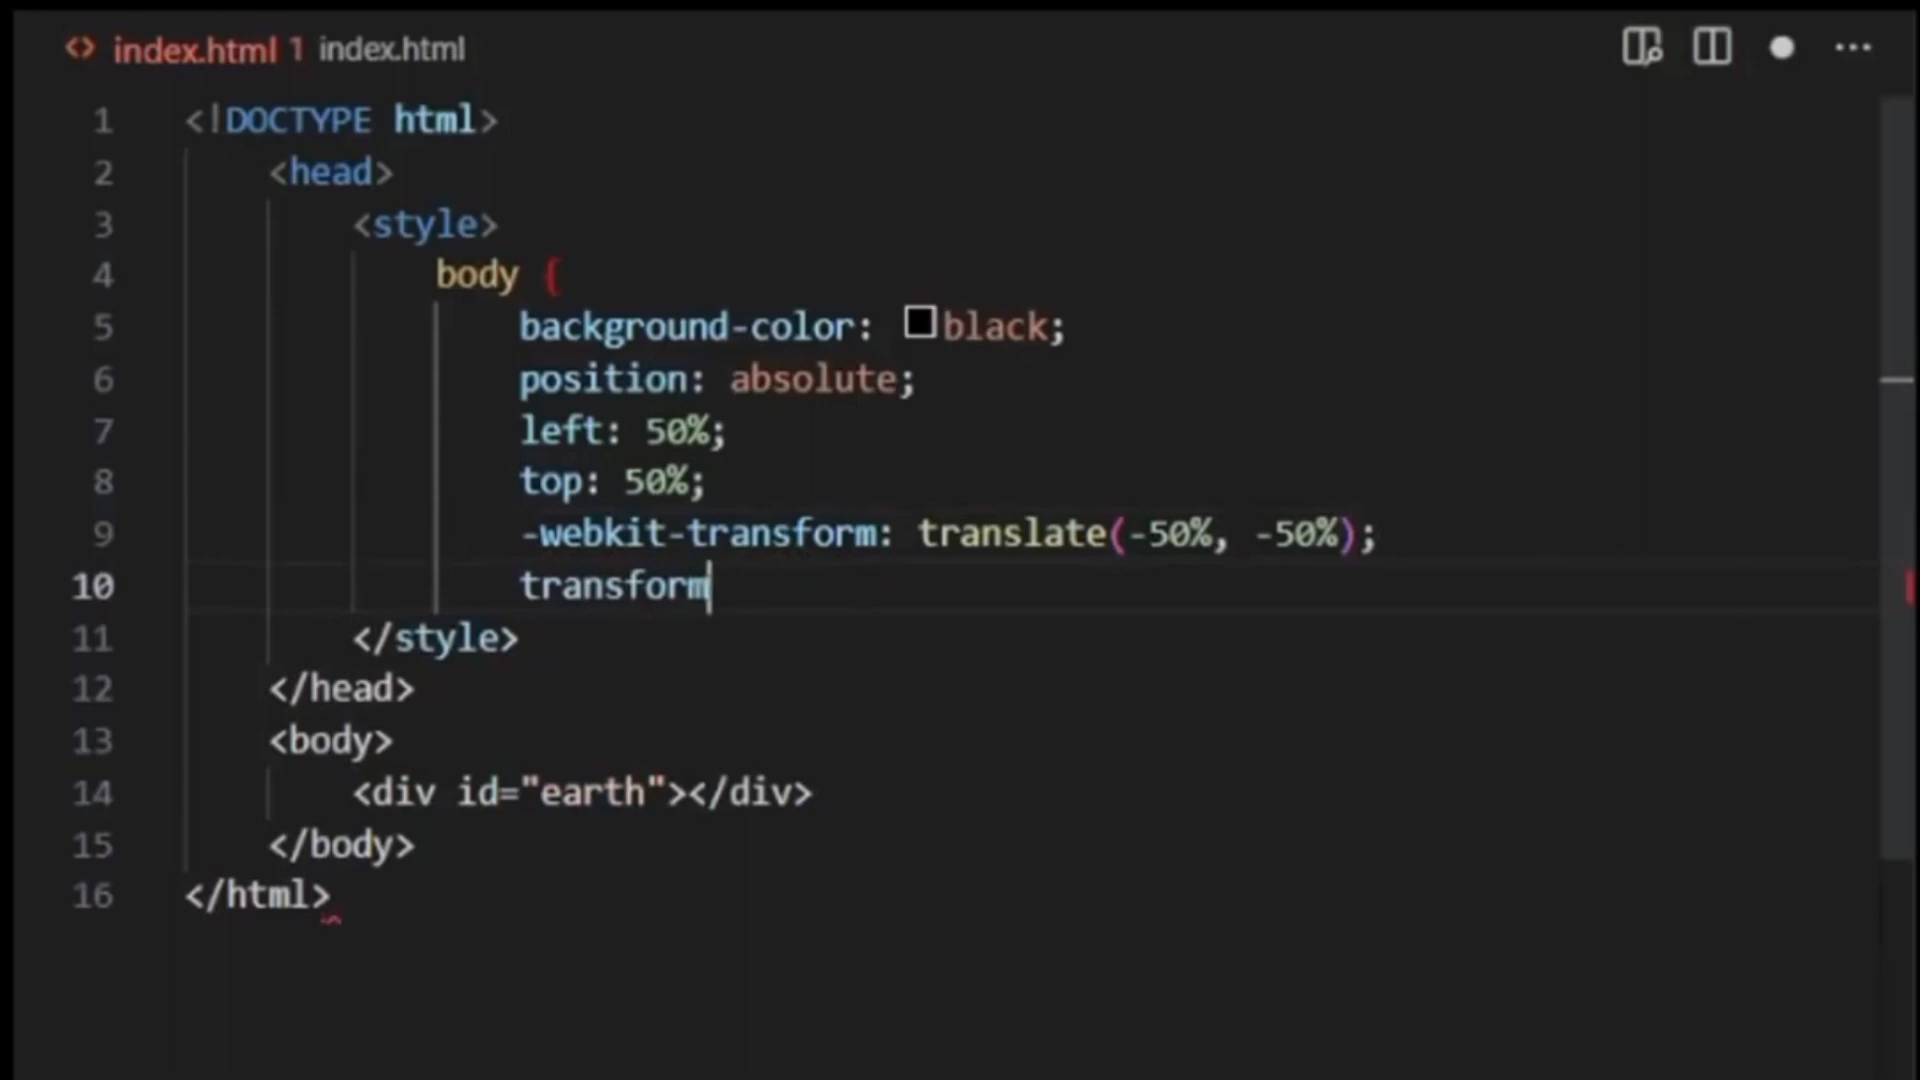 <> index.html 1 index.html
1 <!DOCTYPE html>
2 <head>
3 <style>
4 body {
5 background-color: black;
6 position: absolute;
7 left: 50%;
8 top: 50%;
9 -webkit-transform: translate(-50%, -50%);
10 transform
11 </style>
12 </head>
13 <body>
14 <div id="earth"></div>
15 </body>
16 </html>